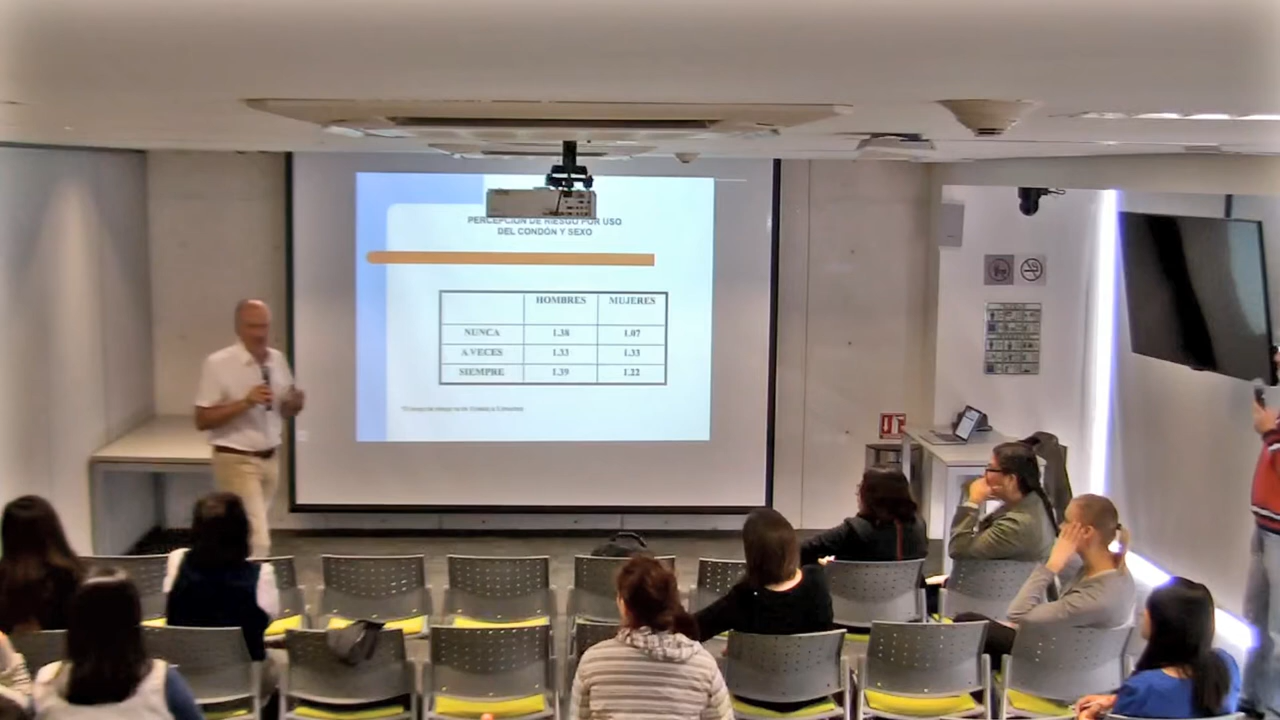 PERCEPCIÓN DE RIESGO POR USO
DEL CONDÓN Y SEXO
HOMBRES MUJERES
NUNCA 1.38 1.07
A VECES 1.33 1.33
SIEMPRE 1.39 1.22